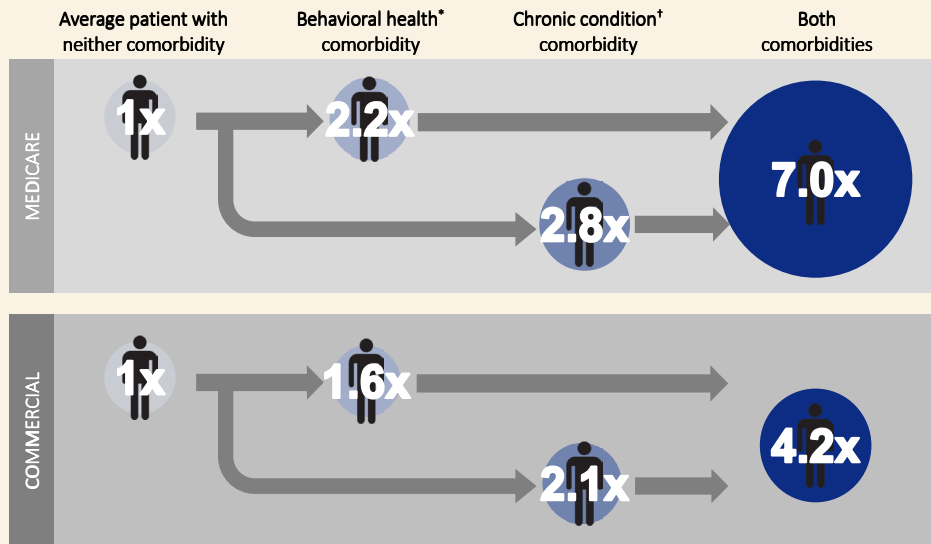 Average patient with
neither comorbidity
Behavioral health*
comorbidity
Chronic condition†
comorbidity
Both
comorbidities
MEDICARE
1x
2.2x
2.8x
7.0x
COMMERCIAL
1x
1.6x
2.1x
4.2x